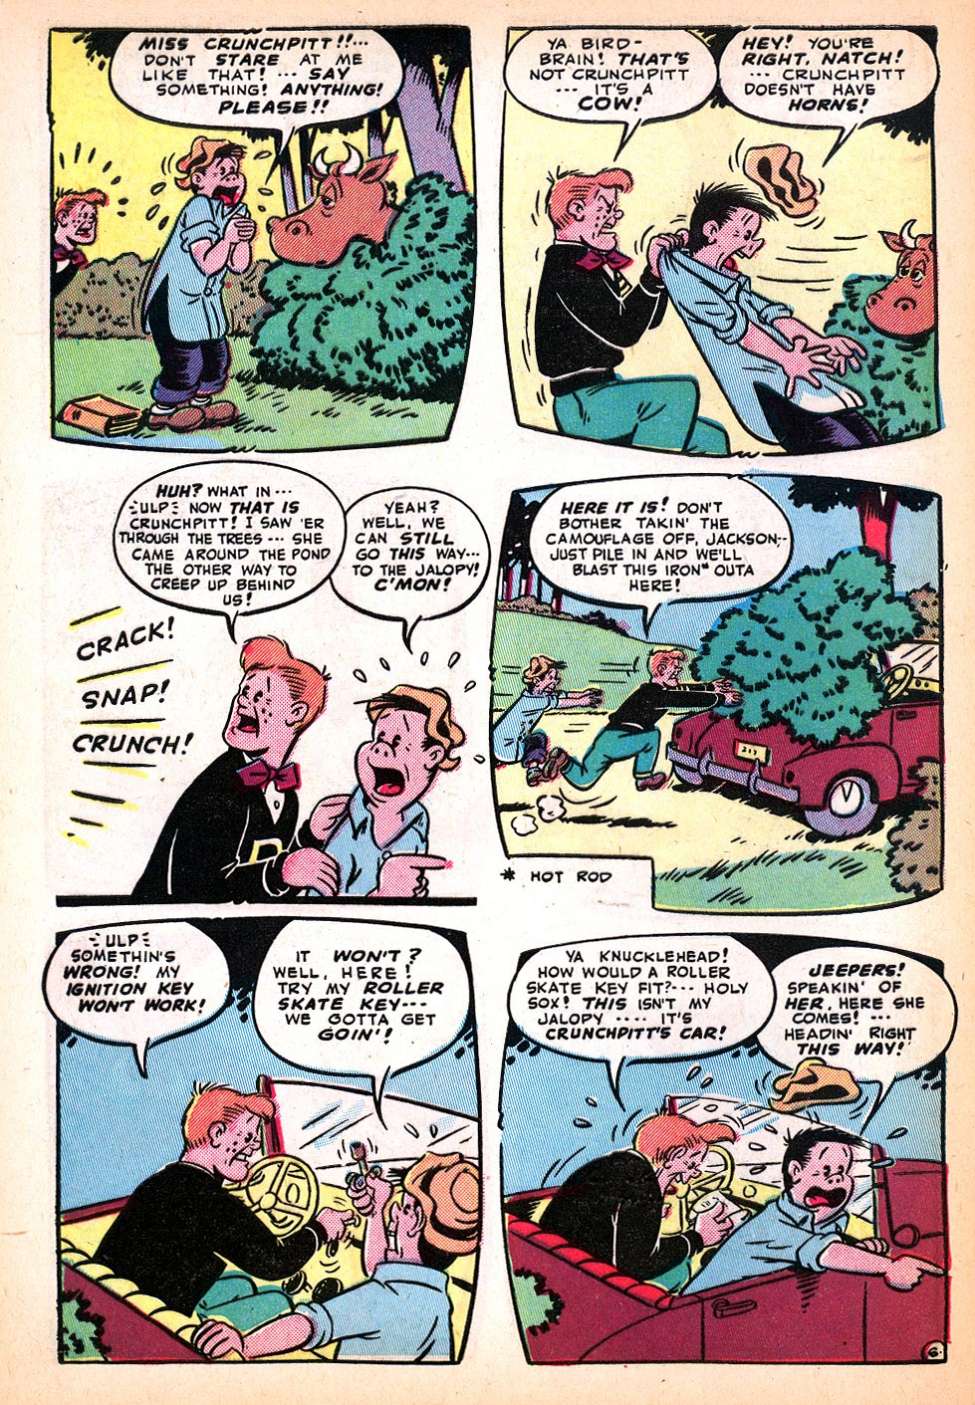 MISS CRUNCHPITT!!...
DON'T STARE AT ME
LIKE THAT! ... SAY
SOMETHING! ANYTHING!
PLEASE!!
YA BIRD-
BRAIN! THAT'S
NOT CRUNCHPITT
... IT'S A
COW!
HEY! YOU'RE
RIGHT, NATCH!
... CRUNCHPITT
DOESN'T HAVE
HORNS!
HUH? WHAT IN ...
ULP NOW THAT IS
CRUNCHPITT! I SAW 'ER
THROUGH THE TREES ... SHE
CAME AROUND THE POND
THE OTHER WAY TO
CREEP UP BEHIND
US!
YEAH?
WELL, WE
CAN STILL
GO THIS WAY...
TO THE JALOPY!
C'MON!
CRACK!
SNAP!
CRUNCH!
HERE IT IS! DON'T
BOTHER TAKIN' THE
CAMOUFLAGE OFF, JACKSON;--
JUST PILE IN AND WE'LL
BLAST THIS IRON* OUTA
HERE!
217
* HOT ROD
ULP
SOMETHIN'S
WRONG! MY
IGNITION KEY
WON'T WORK!
IT WON'T?
WELL, HERE!
TRY MY ROLLER
SKATE KEY----
WE GOTTA GET
GOIN'!
YA KNUCKLEHEAD!
HOW WOULD A ROLLER
SKATE KEY FIT?--- HOLY
SOX! THIS ISN'T MY
JALOPY .... IT'S
CRUNCHPITT'S CAR!
JEEPERS!
SPEAKIN' OF
HER, HERE SHE
COMES! ...
HEADIN' RIGHT
THIS WAY!
6.